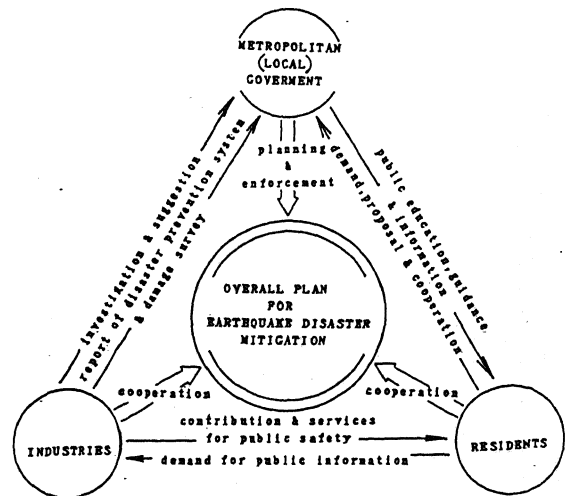 METROPOLITAN
(LOCAL)
GOVERMENT
planning
&
enforcement
investigation & suggestion
report of disaster prevention system
& damage survey
public education, guidance
& information
demand, proposal & cooperation
OVERALL PLAN
FOR
EARTHQUAKE DISASTER
MITIGATION
cooperation
cooperation
INDUSTRIES
contribution & services
for public safety
demand for public information
RESIDENTS